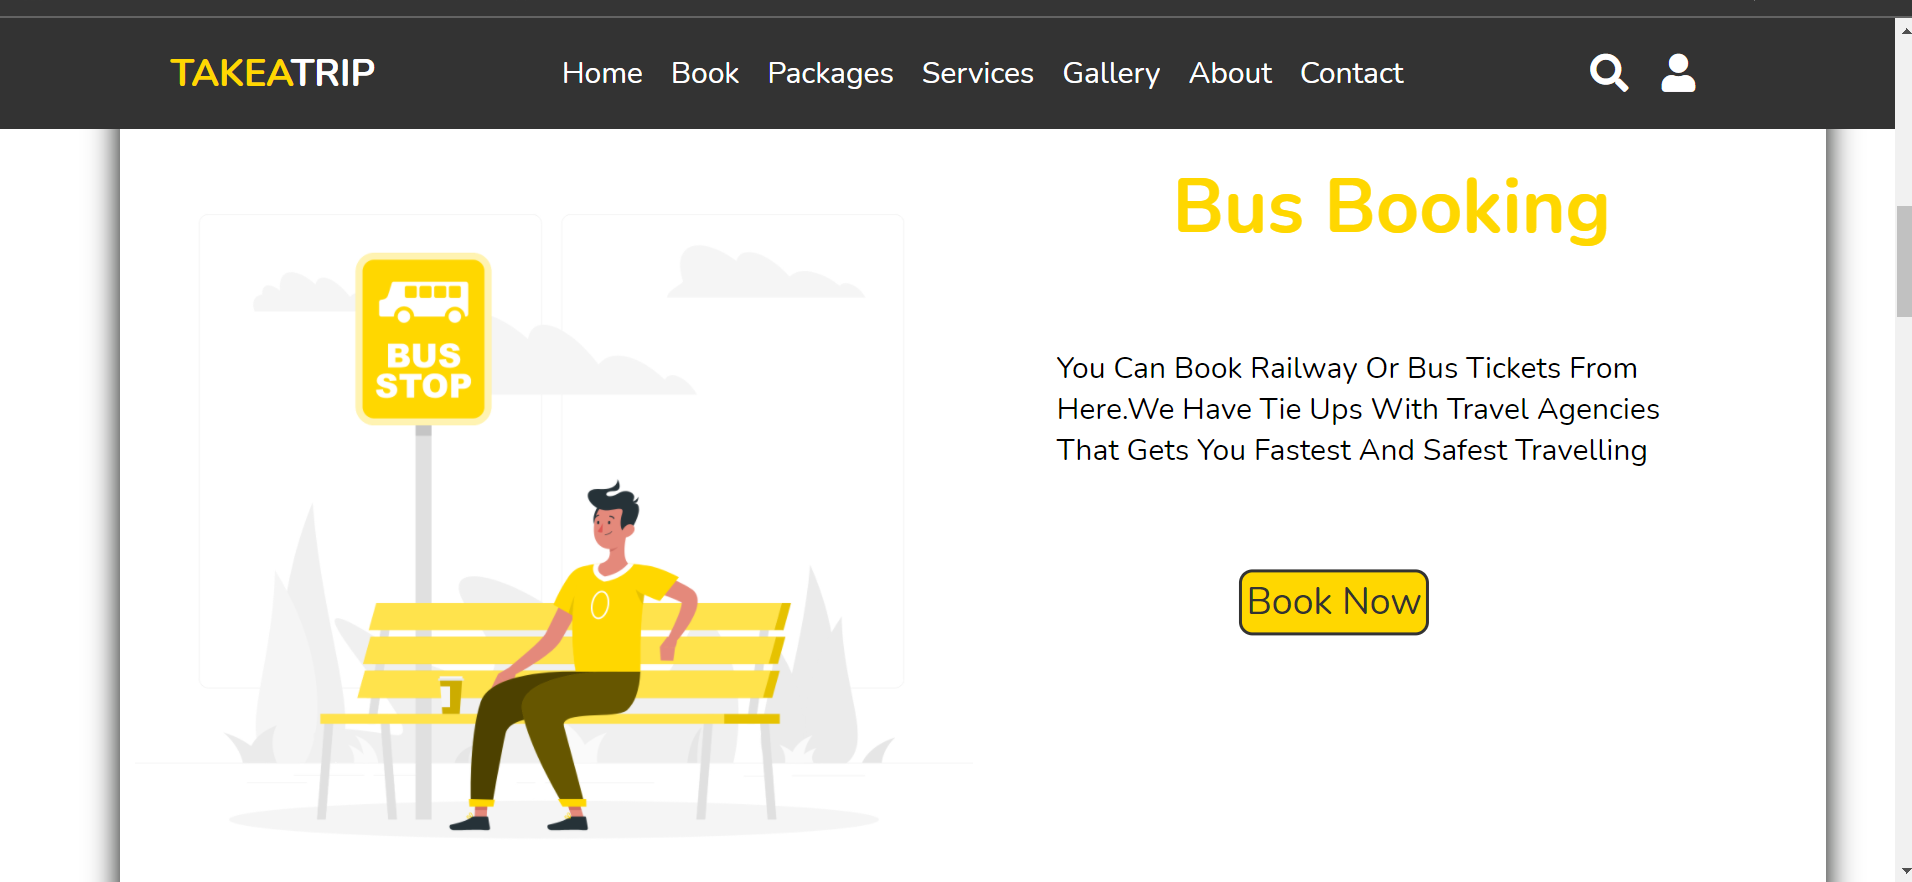 TAKEATRIP Home Book Packages Services Gallery About Contact
Bus Booking
BUS
STOP
You Can Book Railway Or Bus Tickets From
Here.We Have Tie Ups With Travel Agencies
That Gets You Fastest And Safest Travelling
Book Now